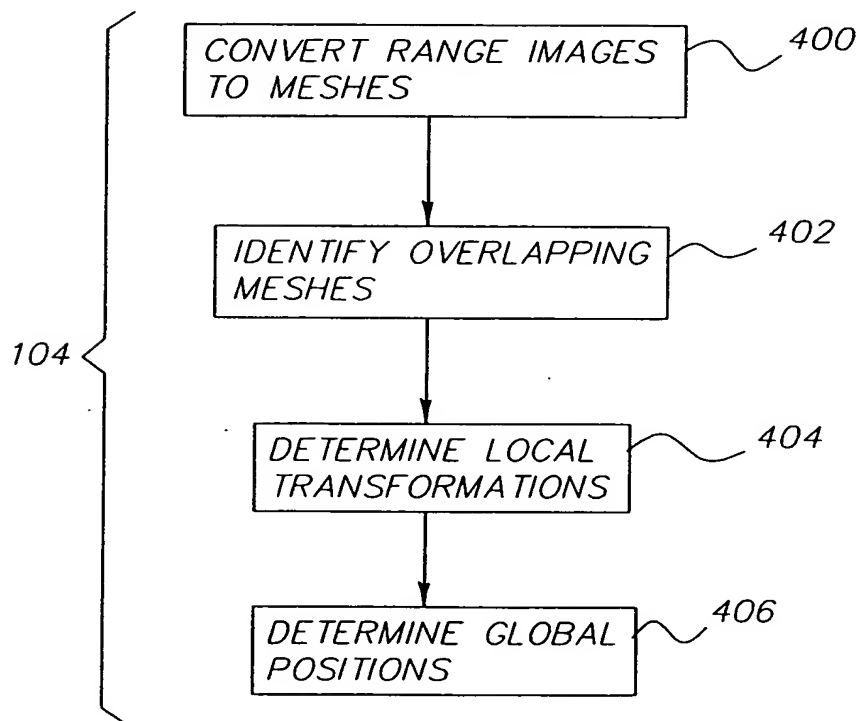 CONVERT RANGE IMAGES
TO MESHES
400
IDENTIFY OVERLAPPING
MESHES
402
104
DETERMINE LOCAL
TRANSFORMATIONS
404
DETERMINE GLOBAL
POSITIONS
406